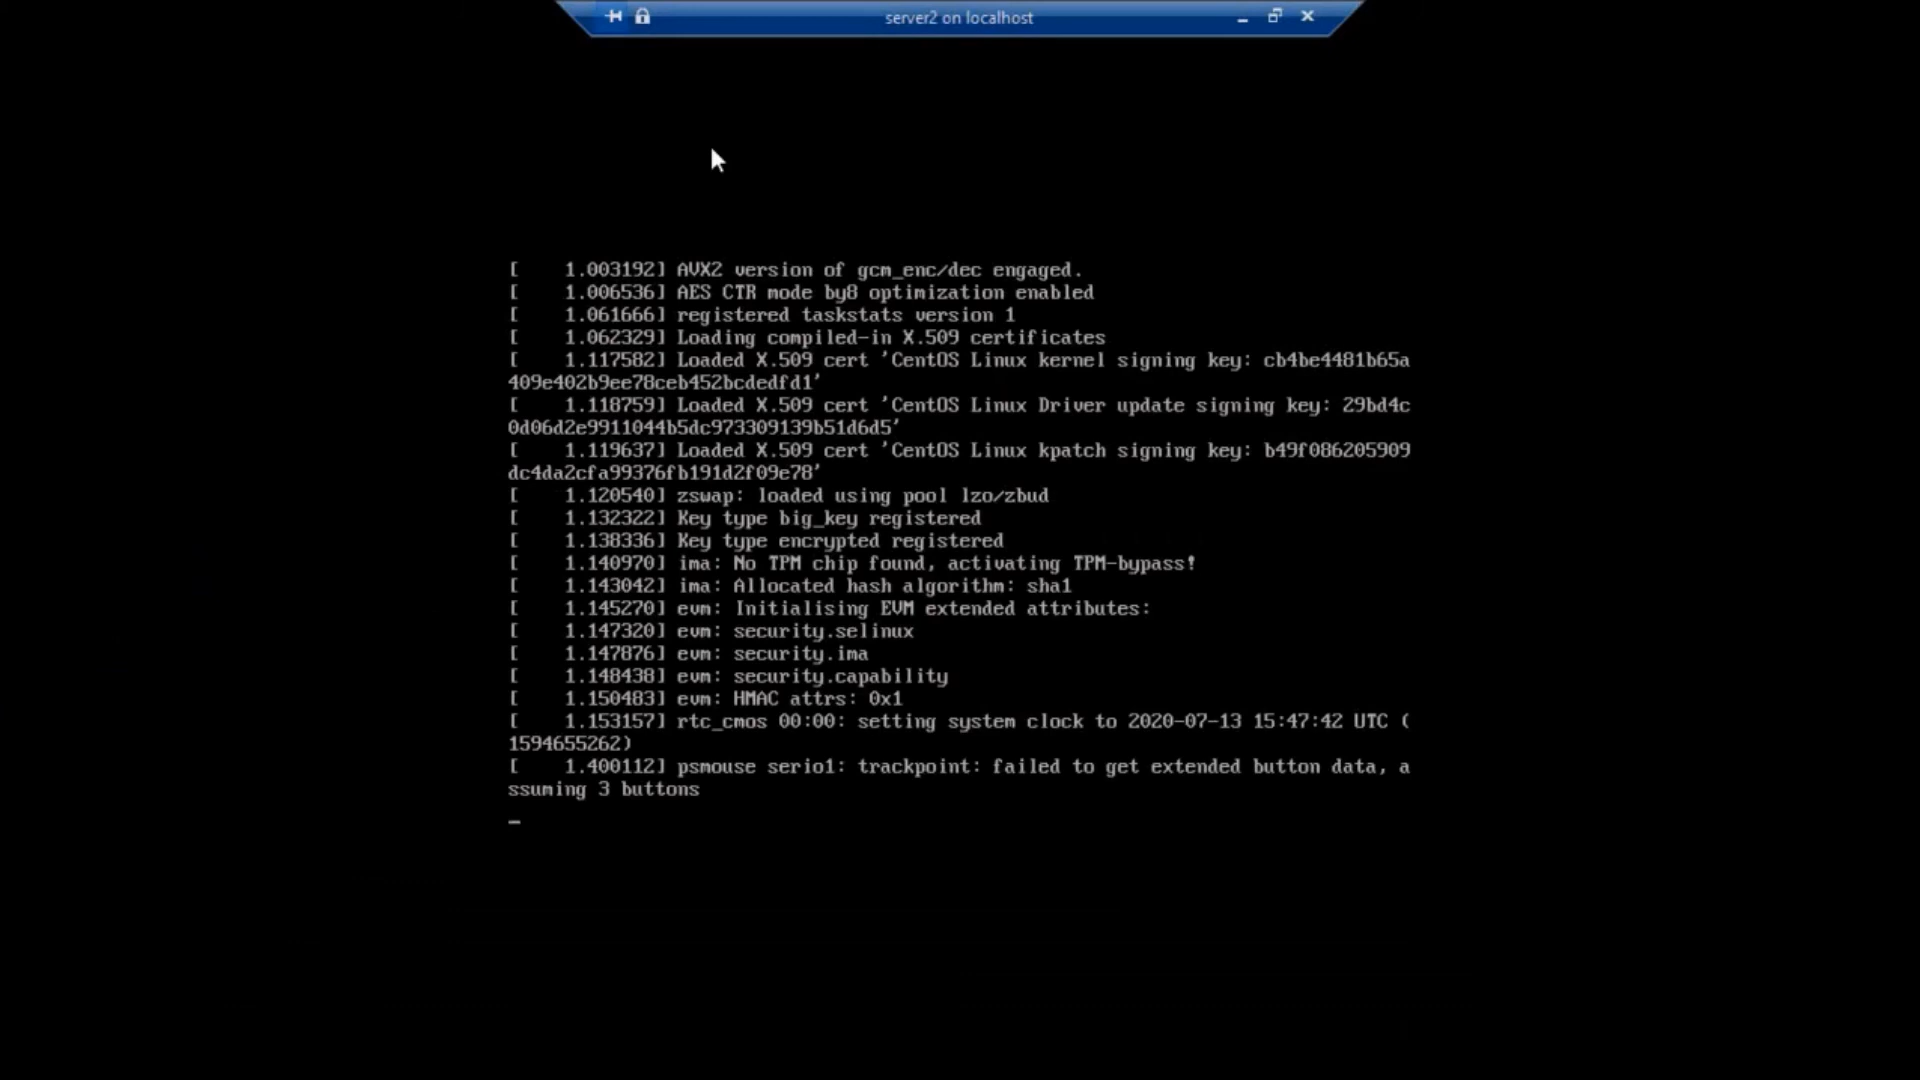 server2 on localhost
[    1.003192] AVX2 version of gcm_enc/dec engaged.
[    1.006536] AES CTR mode by8 optimization enabled
[    1.061666] registered taskstats version 1
[    1.062329] Loading compiled-in X.509 certificates
[    1.117582] Loaded X.509 cert 'CentOS Linux kernel signing key: cb4be4481b65a
409e402b9ee78ceb452bcdedfd1'
[    1.118759] Loaded X.509 cert 'CentOS Linux Driver update signing key: 29bd4c
0d06d2e9911044b5dc973309139b51d6d5'
[    1.119637] Loaded X.509 cert 'CentOS Linux kpatch signing key: b49f086205909
dc4da2cfa99376fb191d2f09e78'
[    1.120540] zswap: loaded using pool lzo/zbud
[    1.132322] Key type big_key registered
[    1.138336] Key type encrypted registered
[    1.140970] ima: No TPM chip found, activating TPM-bypass!
[    1.143042] ima: Allocated hash algorithm: sha1
[    1.145270] evm: Initialising EVM extended attributes:
[    1.147320] evm: security.selinux
[    1.147876] evm: security.ima
[    1.148438] evm: security.capability
[    1.150483] evm: HMAC attrs: 0x1
[    1.153157] rtc_cmos 00:00: setting system clock to 2020-07-13 15:47:42 UTC (
1594655262)
[    1.400112] psmouse serio1: trackpoint: failed to get extended button data, a
ssuming 3 buttons
_